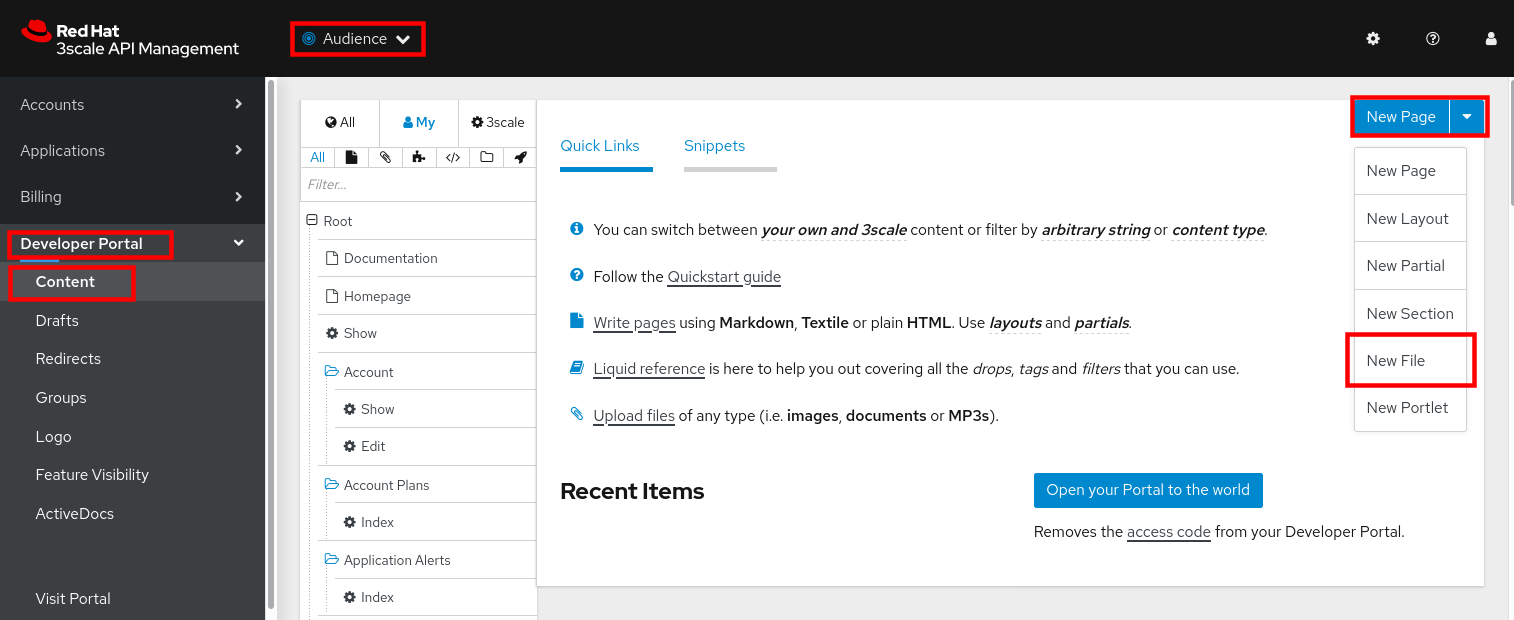 Red Hat
3scale API Management
Audience
Accounts
Applications
Billing
Developer Portal
Content
Drafts
Redirects
Groups
Logo
Feature Visibility
ActiveDocs
Visit Portal
All
My
3scale
All
Filter...
Root
Documentation
Homepage
Show
Account
Show
Edit
Account Plans
Index
Application Alerts
Index
Quick Links
Snippets
You can switch between your own and 3scale content or filter by arbitrary string or content type.
Follow the Quickstart guide
Write pages using Markdown, Textile or plain HTML. Use layouts and partials.
Liquid reference is here to help you out covering all the drops, tags and filters that you can use.
Upload files of any type (i.e. images, documents or MP3s).
Recent Items
Open your Portal to the world
Removes the access code from your Developer Portal.
New Page
New Page
New Layout
New Partial
New Section
New File
New Portlet